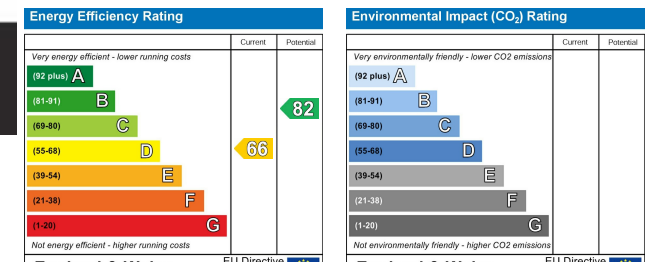 Energy Efficiency Rating
Current Potential
Very energy efficient - lower running costs
(92 plus) A
(81-91) B
82
(69-80) C
(55-68) D
66
(39-54) E
(21-38) F
(1-20) G
Not energy efficient - higher running costs
EU Directive
Environmental Impact (CO2) Rating
Current Potential
Very environmentally friendly - lower CO2 emissions
(92 plus) A
(81-91) B
(69-80) C
(55-68) D
(39-54) E
(21-38) F
(1-20) G
Not environmentally friendly - higher CO2 emissions
EU Directive